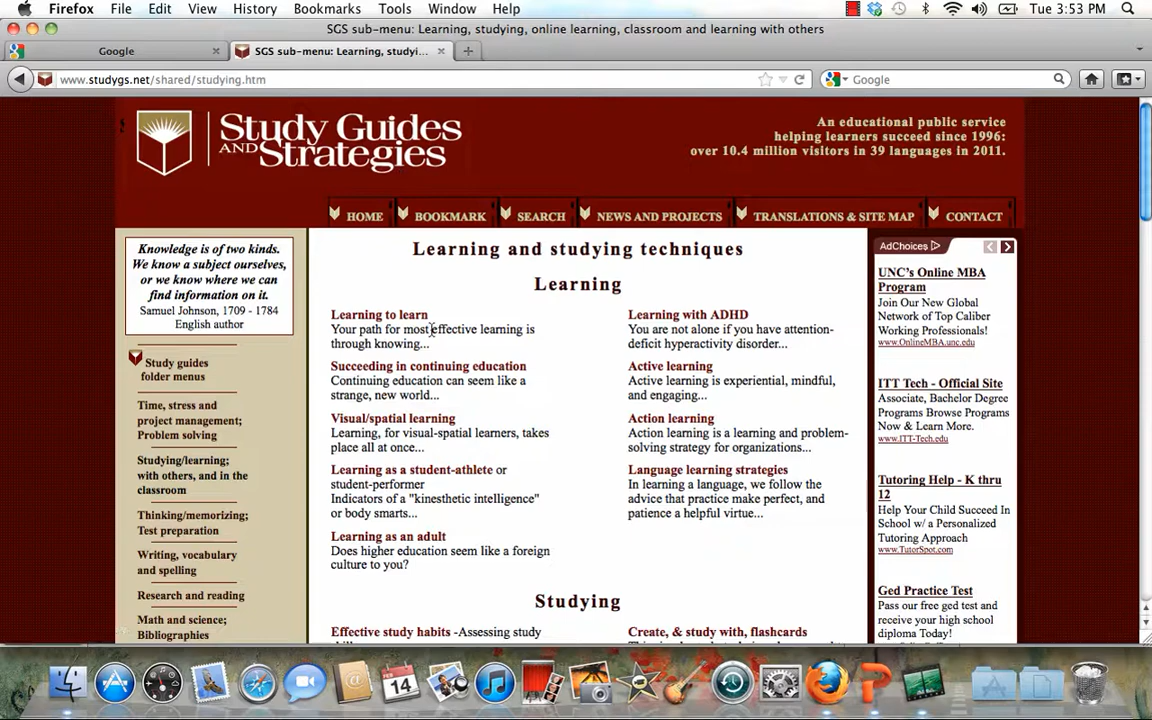 Firefox File Edit View History Bookmarks Tools Window Help Tue 3:53 PM
SGS sub-menu: Learning, studying, online learning, classroom and learning with others
Google
SGS sub-menu: Learning, studyi...
www.studygs.net/shared/studying.htm
Google
Study Guides
AND Strategies
An educational public service
helping learners succeed since 1996:
over 10.4 million visitors in 39 languages in 2011.
HOME BOOKMARK SEARCH NEWS AND PROJECTS TRANSLATIONS & SITE MAP CONTACT
Knowledge is of two kinds.
We know a subject ourselves,
or we know where we can
find information on it.
Samuel Johnson, 1709 - 1784
English author
Study guides
folder menus
Time, stress and
project management;
Problem solving
Studying/learning;
with others, and in the
classroom
Thinking/memorizing;
Test preparation
Writing, vocabulary
and spelling
Research and reading
Math and science;
Bibliographies
Learning and studying techniques
Learning
Learning to learn
Your path for most effective learning is
through knowing...
Succeeding in continuing education
Continuing education can seem like a
strange, new world...
Visual/spatial learning
Learning, for visual-spatial learners, takes
place all at once...
Learning as a student-athlete or
student-performer
Indicators of a "kinesthetic intelligence"
or body smarts...
Learning as an adult
Does higher education seem like a foreign
culture to you?
Learning with ADHD
You are not alone if you have attention-
deficit hyperactivity disorder...
Active learning
Active learning is experiential, mindful,
and engaging...
Action learning
Action learning is a learning and problem-
solving strategy for organizations...
Language learning strategies
In learning a language, we follow the
advice that practice make perfect, and
patience a helpful virtue...
Studying
Effective study habits -Assessing study
Create, & study with, flashcards
AdChoices
UNC's Online MBA
Program
Join Our New Global
Network of Top Caliber
Working Professionals!
www.OnlineMBA.unc.edu
ITT Tech - Official Site
Associate, Bachelor Degree
Programs Browse Programs
Now & Learn More.
www.ITT-Tech.edu
Tutoring Help - K thru
12
Help Your Child Succeed In
School w/ a Personalized
Tutoring Approach
www.TutorSpot.com
Ged Practice Test
Pass our free ged test and
receive your high school
diploma Today!
FEB
14